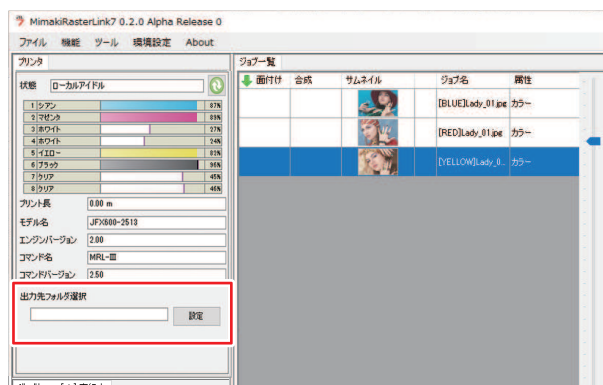 MimakiRasterLink7 0.2.0 Alpha Release 0
ファイル 機能 ツール 環境設定 About
プリンタ
状態 ローカルアイドル
1 シアン 87%
2 マゼンタ 89%
3 ホワイト 27%
4 ホワイト 24%
5 イエロー 82%
6 ブラック 96%
7 クリア 45%
8 クリア 45%
プリント長 0.00 m
モデル名 JFX600-2513
エンジンバージョン 2.00
コマンド名 MRL-Ⅲ
コマンドバージョン 2.50
出力先フォルダ選択
設定
ジョブ一覧
面付け 合成 サムネイル ジョブ名 属性
[BLUE]Lady_01.jpg カラー
[RED]Lady_01.jpg カラー
[YELLOW]Lady_0... カラー